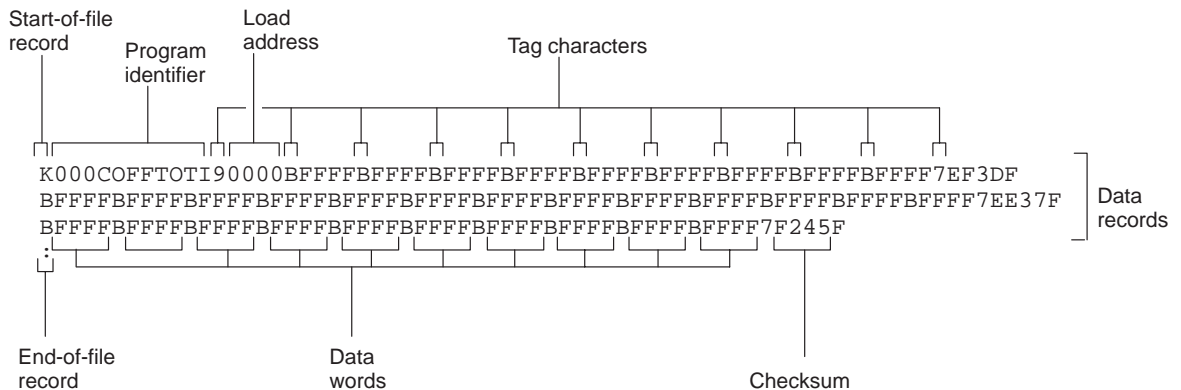 Start-of-file
record
Program
identifier
Load
address
Tag characters
K000COFFTOTI90000BFFFFBFFFFBFFFFBFFFFBFFFFBFFFFBFFFFBFFFFBFFFF7EF3DF
BFFFFBFFFFBFFFFBFFFFBFFFFBFFFFBFFFFBFFFFBFFFFBFFFFBFFFFBFFFFBFFFF7EE37F
BFFFFBFFFFBFFFFBFFFFBFFFFBFFFFBFFFFBFFFFBFFFFBFFFF7F245F
:
Data
records
End-of-file
record
Data
words
Checksum